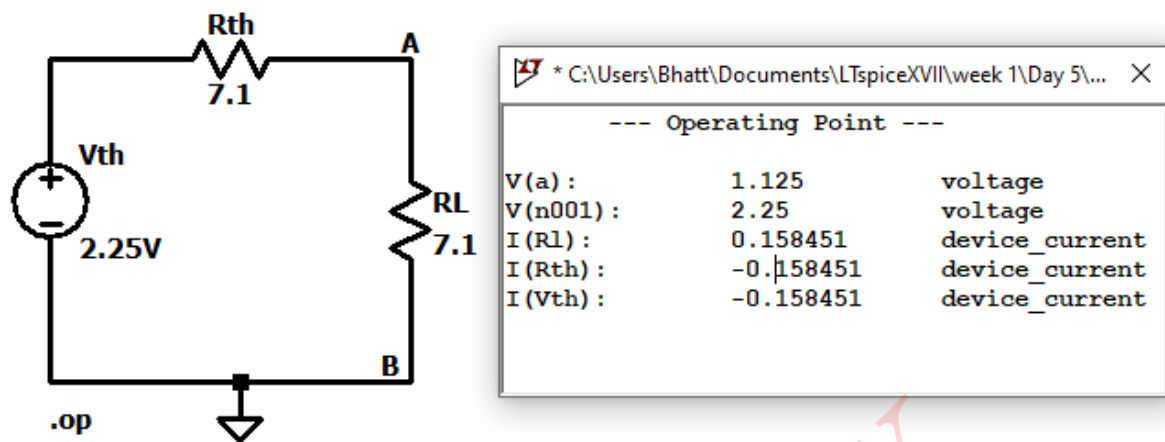 Rth
7.1
A
Vth
2.25V
RL
7.1
B
.op
* C:\Users\Bhatt\Documents\LTspiceXVII\week 1\Day 5\...
--- Operating Point ---
V(a): 1.125 voltage
V(n001): 2.25 voltage
I(Rl): 0.158451 device_current
I(Rth): -0.158451 device_current
I(Vth): -0.158451 device_current